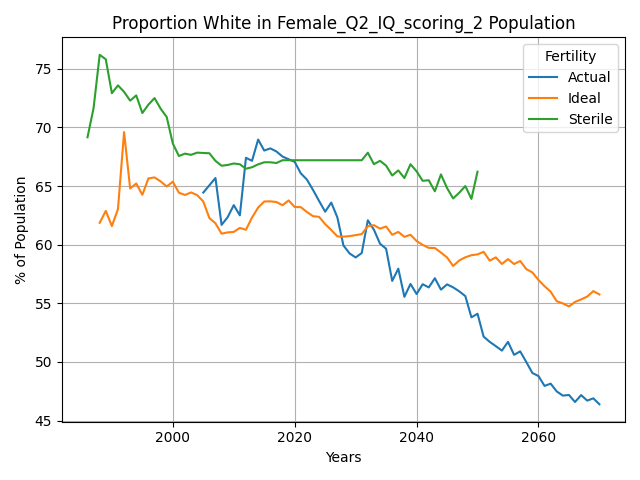 Proportion White in Female_Q2_IQ_scoring_2 Population
Fertility
Actual
Ideal
Sterile
% of Population
75
70
65
60
55
50
45
2000
2020
2040
2060
Years